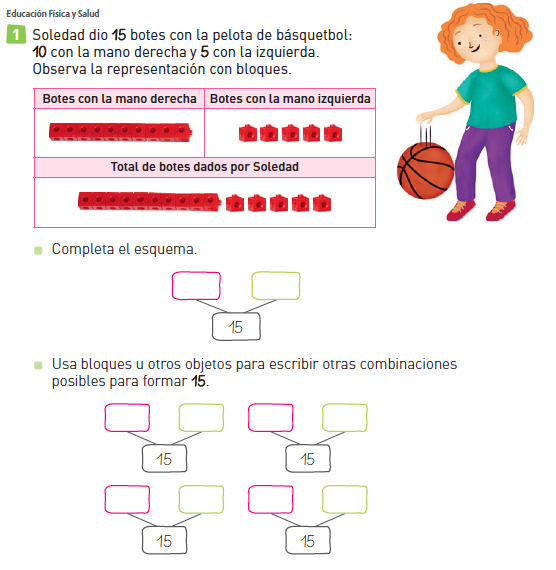 Educación Física y Salud
1 Soledad dio 15 botes con la pelota de básquetbol:
10 con la mano derecha y 5 con la izquierda.
Observa la representación con bloques.
Botes con la mano derecha Botes con la mano izquierda
Total de botes dados por Soledad
Completa el esquema.
15
Usa bloques u otros objetos para escribir otras combinaciones
posibles para formar 15.
15 15
15 15